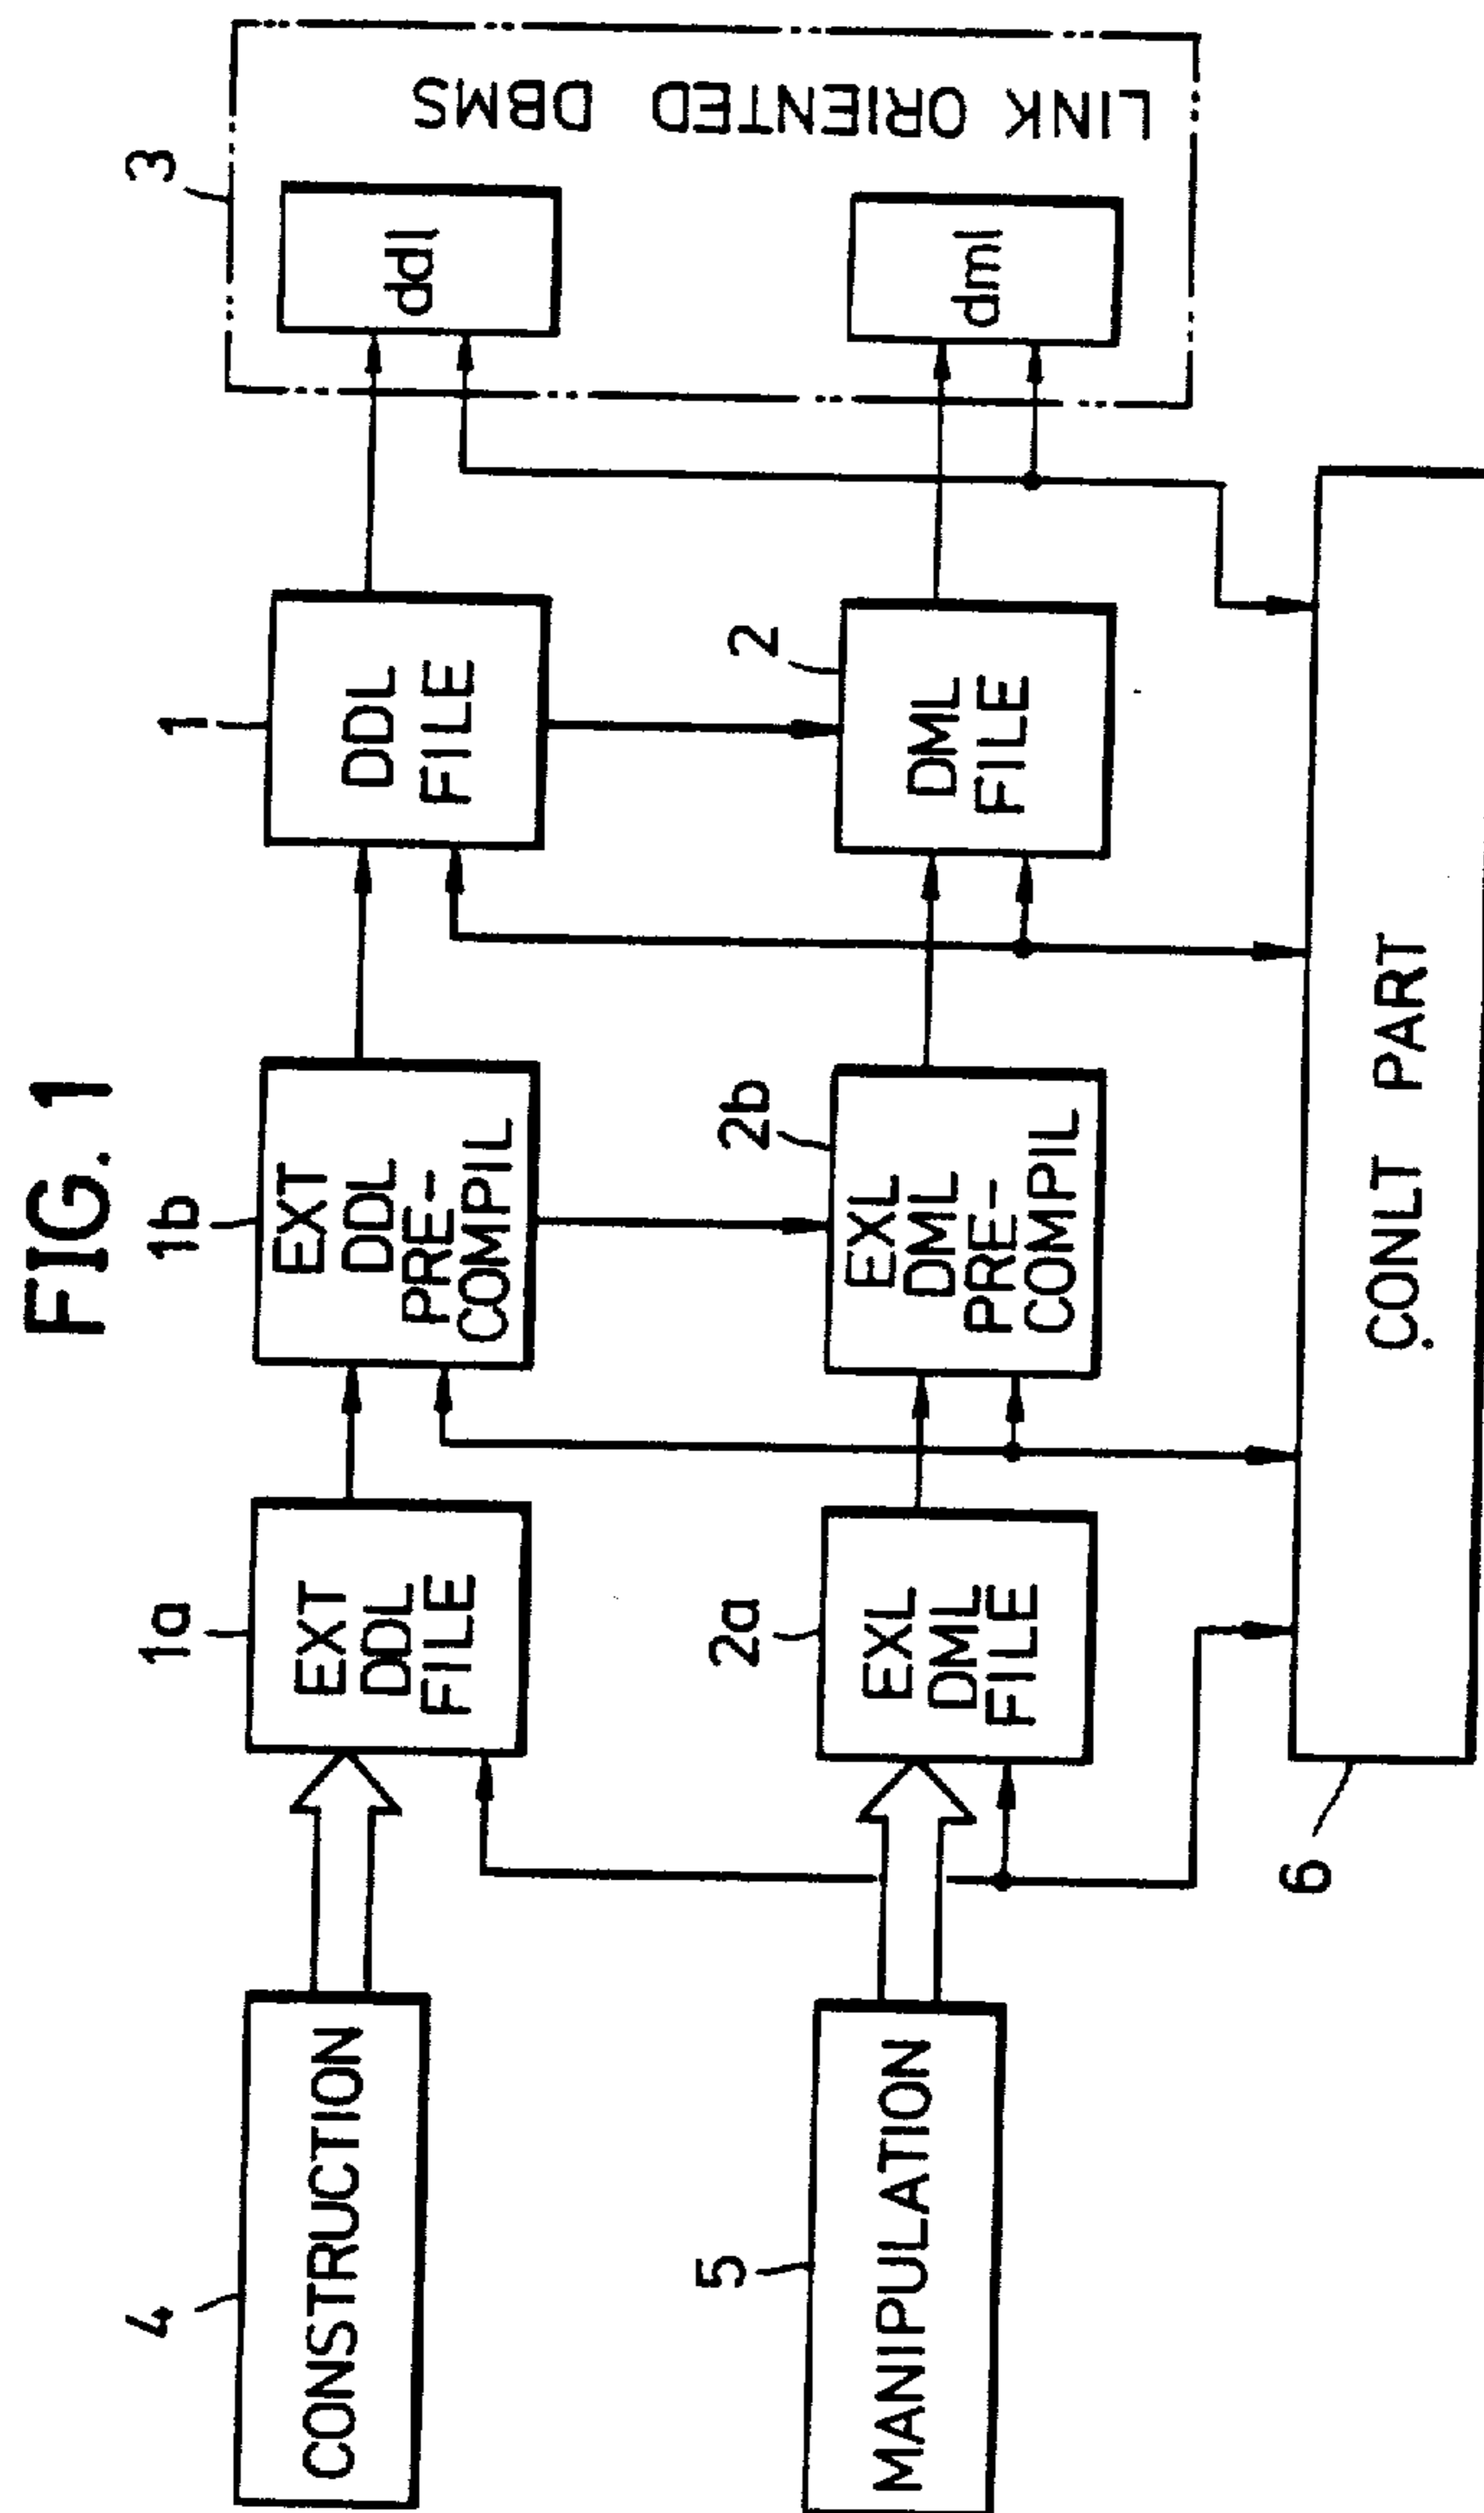 FIG. 1
4
CONSTRUCTION
1a
EXT
DDL
FILE
1b
EXT
DDL
PRE-
COMPIL
1
DDL
FILE
3
ddl
LINK ORIENTED DBMS
5
MANIPULATION
2a
EXL
DML
FILE
2b
EXL
DML
PRE-
COMPIL
2
DML
FILE
dml
6
CONLT PART